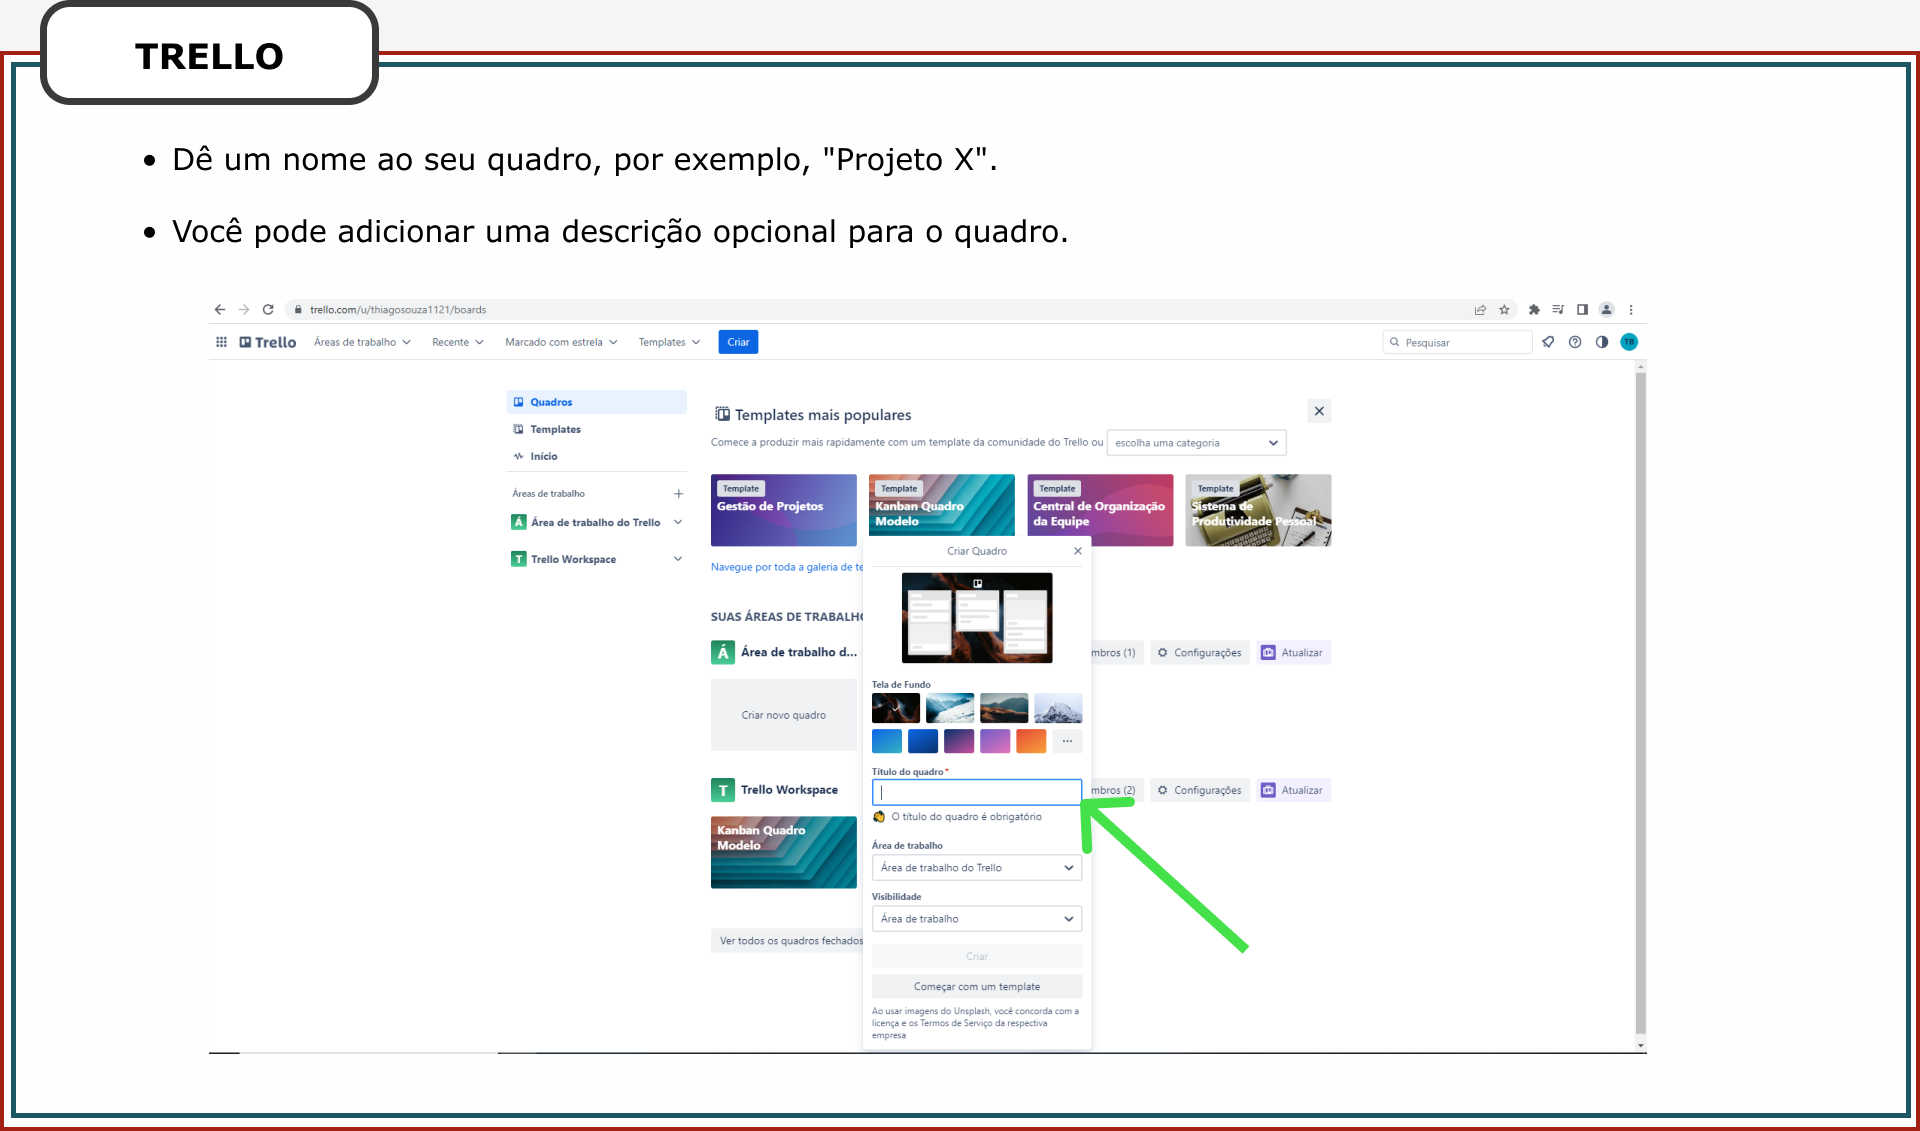 TRELLO
Dê um nome ao seu quadro, por exemplo, "Projeto X".
Você pode adicionar uma descrição opcional para o quadro.
trello.com/u/thiagosouza1121/boards
Trello Áreas de trabalho Recente Marcado com estrela Templates Criar Pesquisar TB
Quadros
Templates
Início
Áreas de trabalho
Á Área de trabalho do Trello
T Trello Workspace
Templates mais populares
Comece a produzir mais rapidamente com um template da comunidade do Trello ou escolha uma categoria
Template
Gestão de Projetos
Template
Kanban Quadro
Modelo
Template
Central de Organização
da Equipe
Template
Sistema de
Produtividade Pessoal
Navegue por toda a galeria de te
SUAS ÁREAS DE TRABALHO
Á Área de trabalho d...
mbros (1) Configurações Atualizar
Criar novo quadro
T Trello Workspace
mbros (2) Configurações Atualizar
Kanban Quadro
Modelo
Ver todos os quadros fechados
Criar Quadro
Tela de Fundo
Título do quadro*
O título do quadro é obrigatório
Área de trabalho
Área de trabalho do Trello
Visibilidade
Área de trabalho
Criar
Começar com um template
Ao usar imagens do Unsplash, você concorda com a
licença e os Termos de Serviço da respectiva
empresa